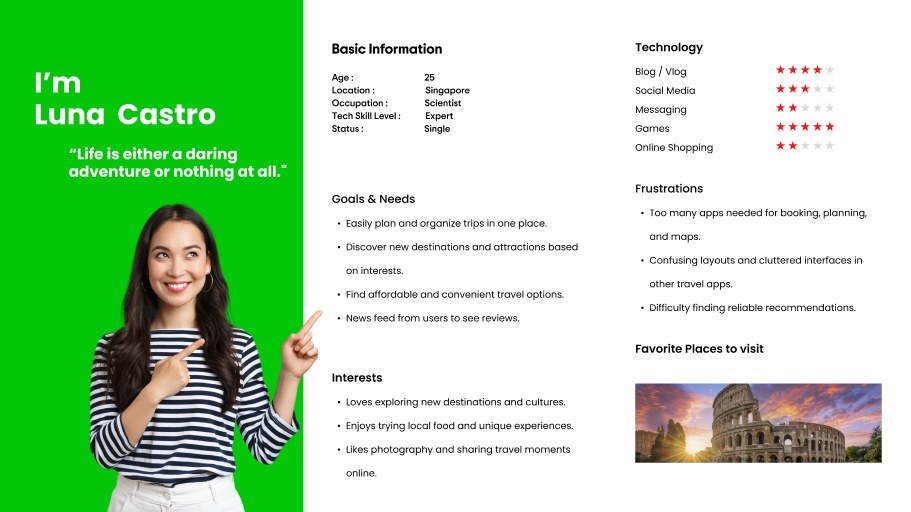 I’m
Luna Castro
“Life is either a daring
adventure or nothing at all."
Basic Information
Age : 25
Location : Singapore
Occupation : Scientist
Tech Skill Level : Expert
Status : Single
Goals & Needs
• Easily plan and organize trips in one place.
• Discover new destinations and attractions based
on interests.
• Find affordable and convenient travel options.
• News feed from users to see reviews.
Interests
• Loves exploring new destinations and cultures.
• Enjoys trying local food and unique experiences.
• Likes photography and sharing travel moments
online.
Technology
Blog / Vlog
Social Media
Messaging
Games
Online Shopping
Frustrations
• Too many apps needed for booking, planning,
and maps.
• Confusing layouts and cluttered interfaces in
other travel apps.
• Difficulty finding reliable recommendations.
Favorite Places to visit